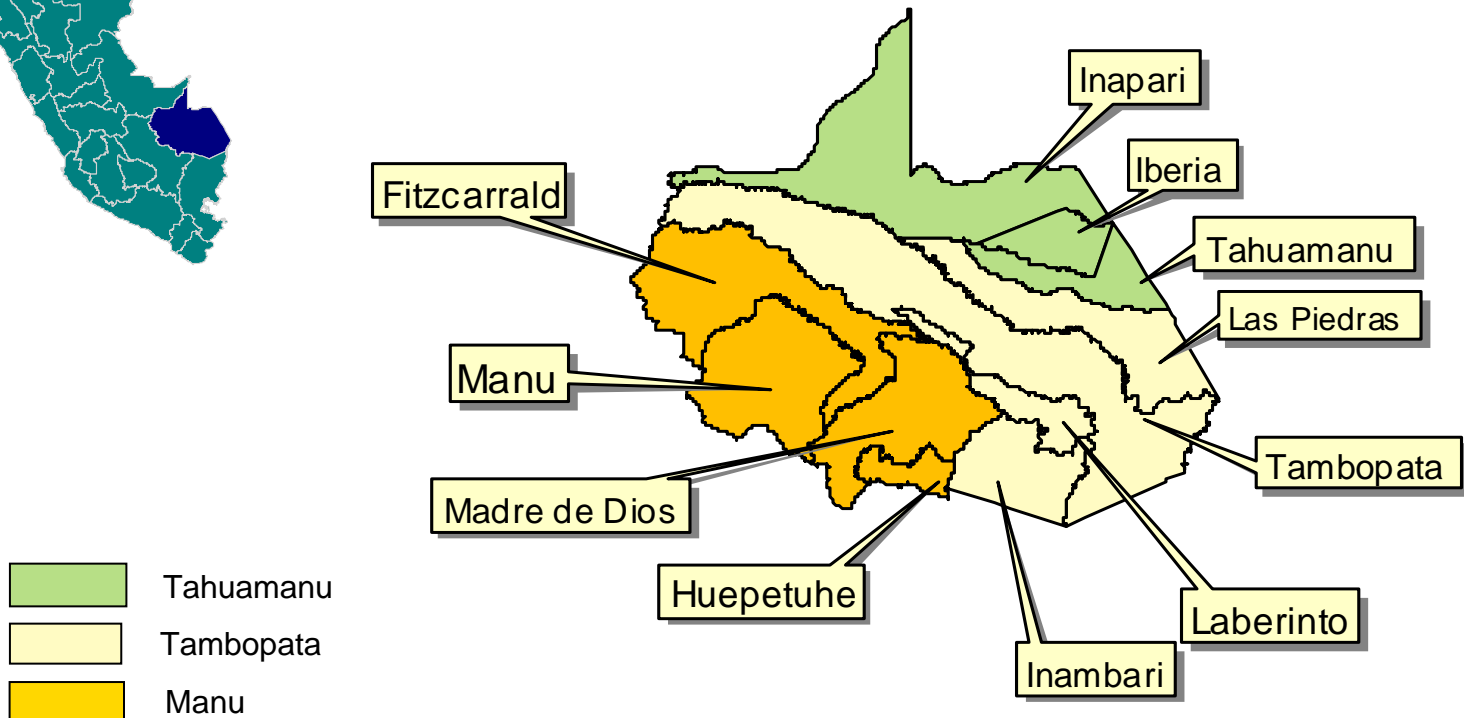 Inapari
Iberia
Fitzcarrald
Tahuamanu
Las Piedras
Manu
Tambopata
Madre de Dios
Huepetuhe
Laberinto
Inambari
Tahuamanu
Tambopata
Manu